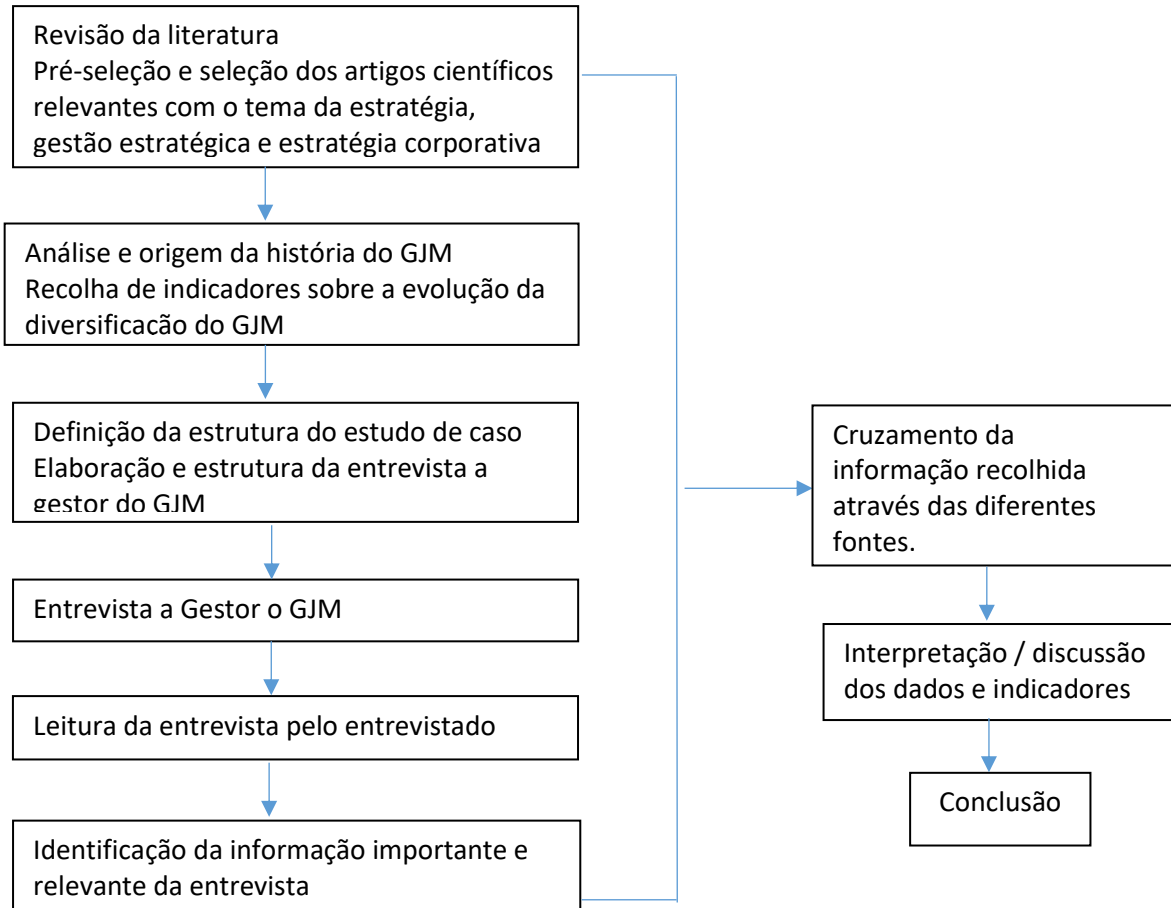 Revisão da literatura
Pré-seleção e seleção dos artigos científicos
relevantes com o tema da estratégia,
gestão estratégica e estratégia corporativa
Análise e origem da história do GJM
Recolha de indicadores sobre a evolução da
diversificação do GJM
Definição da estrutura do estudo de caso
Elaboração e estrutura da entrevista a
gestor do GJM
Entrevista a Gestor o GJM
Leitura da entrevista pelo entrevistado
Identificação da informação importante e
relevante da entrevista
Cruzamento da
informação recolhida
através das diferentes
fontes.
Interpretação / discussão
dos dados e indicadores
Conclusão